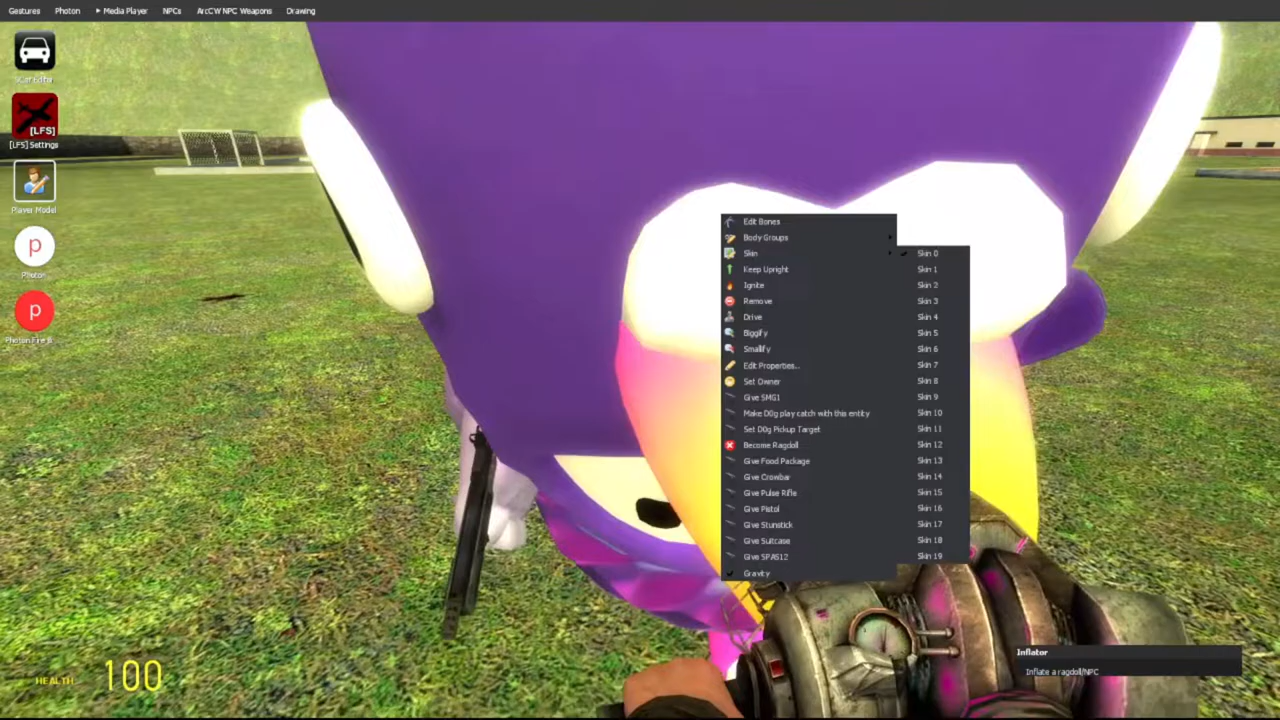 Gestures Photon ▸ Media Player NPCs ArcCW NPC Weapons Drawing
[LFS]
[LFS] Settings
Player Model
p
Photon
p
Edit Bones
Body Groups
Skin
Keep Upright
Ignite
Remove
Drive
Biggify
Smallify
Edit Properties...
Set Owner
Give SMG1
Make D0g play catch with this entity
Set D0g Pickup Target
Become Ragdoll
Give Food Package
Give Crowbar
Give Pulse Rifle
Give Pistol
Give Stunstick
Give Suitcase
Give SPAS12
Gravity
Skin 0
Skin 1
Skin 2
Skin 3
Skin 4
Skin 5
Skin 6
Skin 7
Skin 8
Skin 9
Skin 10
Skin 11
Skin 12
Skin 13
Skin 14
Skin 15
Skin 16
Skin 17
Skin 18
Skin 19
HEALTH 100
Inflator
Inflate a ragdoll/NPC